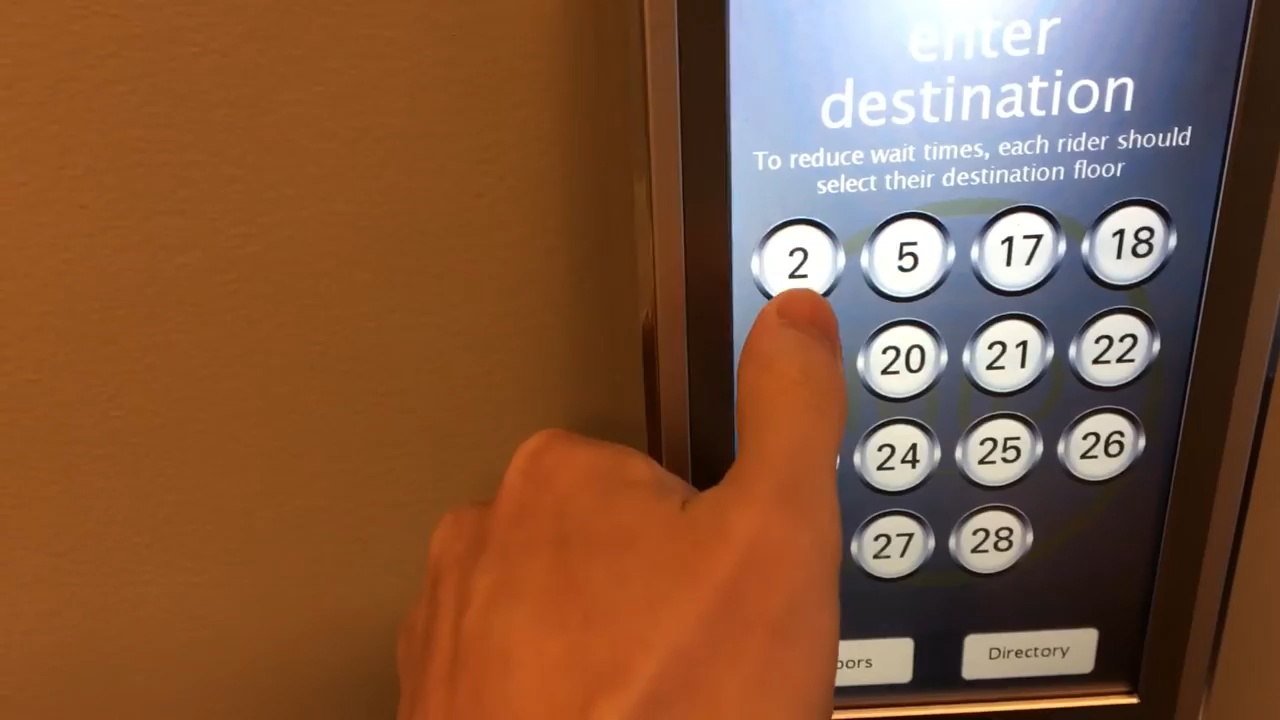 enter
destination
To reduce wait times, each rider should
select their destination floor
2 5 17 18
20 21 22
24 25 26
27 28
Directory